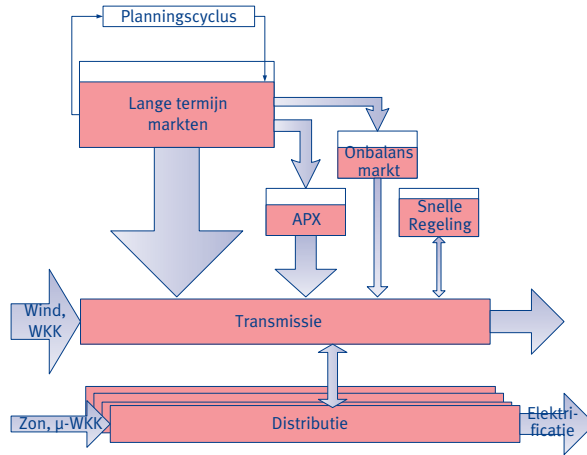 Planningscyclus
Lange termijn
markten
Onbalans
markt
APX
Snelle
Regeling
Wind,
WKK
Transmissie
Zon, µ-WKK
Distributie
Elektri-
ficatie